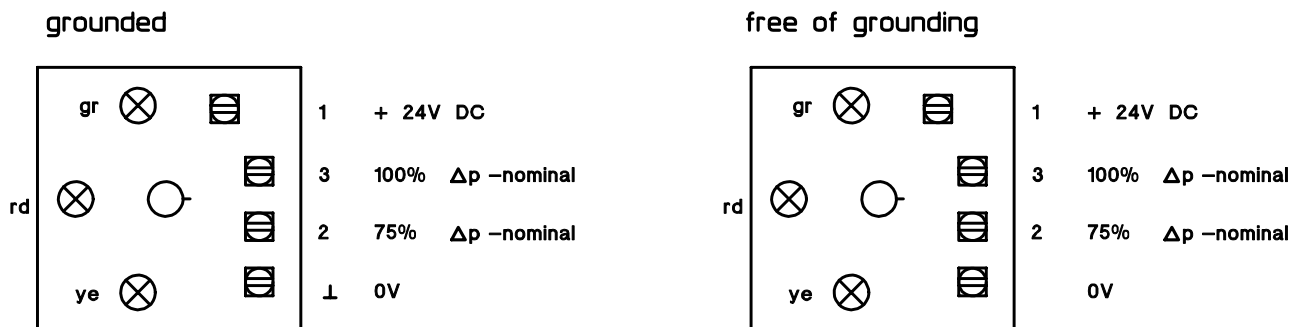 grounded
gr 1 + 24V DC
3 100% Δp –nominal
rd
2 75% Δp –nominal
ye ⊥ 0V
free of grounding
gr 1 + 24V DC
3 100% Δp –nominal
rd
2 75% Δp –nominal
ye 0V